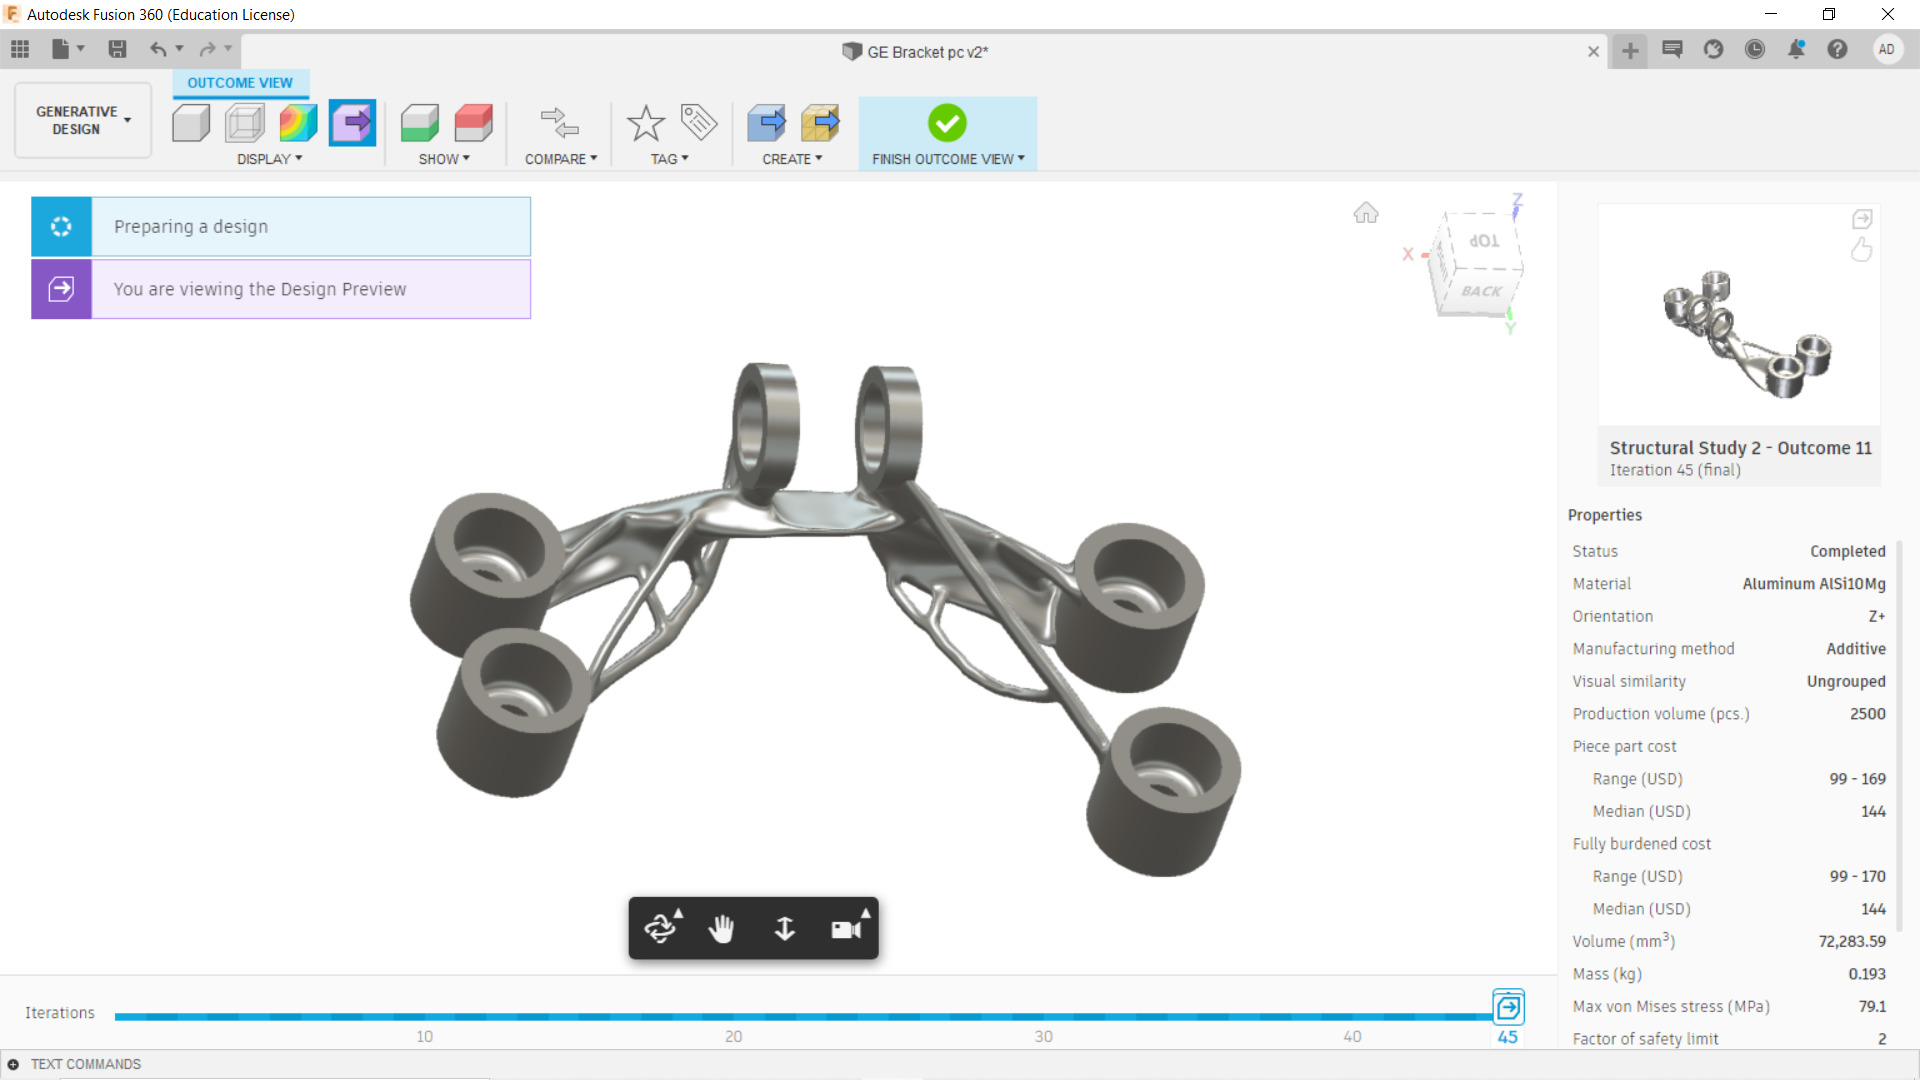 Autodesk Fusion 360 (Education License)
GE Bracket pc v2*
AD
OUTCOME VIEW
GENERATIVE
DESIGN
DISPLAY
SHOW
COMPARE
TAG
CREATE
FINISH OUTCOME VIEW
Preparing a design
You are viewing the Design Preview
Z
X
TOP
BACK
Y
Structural Study 2 - Outcome 11
Iteration 45 (final)
Properties
Status Completed
Material Aluminum AlSi10Mg
Orientation Z+
Manufacturing method Additive
Visual similarity Ungrouped
Production volume (pcs.) 2500
Piece part cost
Range (USD) 99 - 169
Median (USD) 144
Fully burdened cost
Range (USD) 99 - 170
Median (USD) 144
Volume (mm³) 72,283.59
Mass (kg) 0.193
Max von Mises stress (MPa) 79.1
Factor of safety limit 2
Iterations
10 20 30 40 45
TEXT COMMANDS